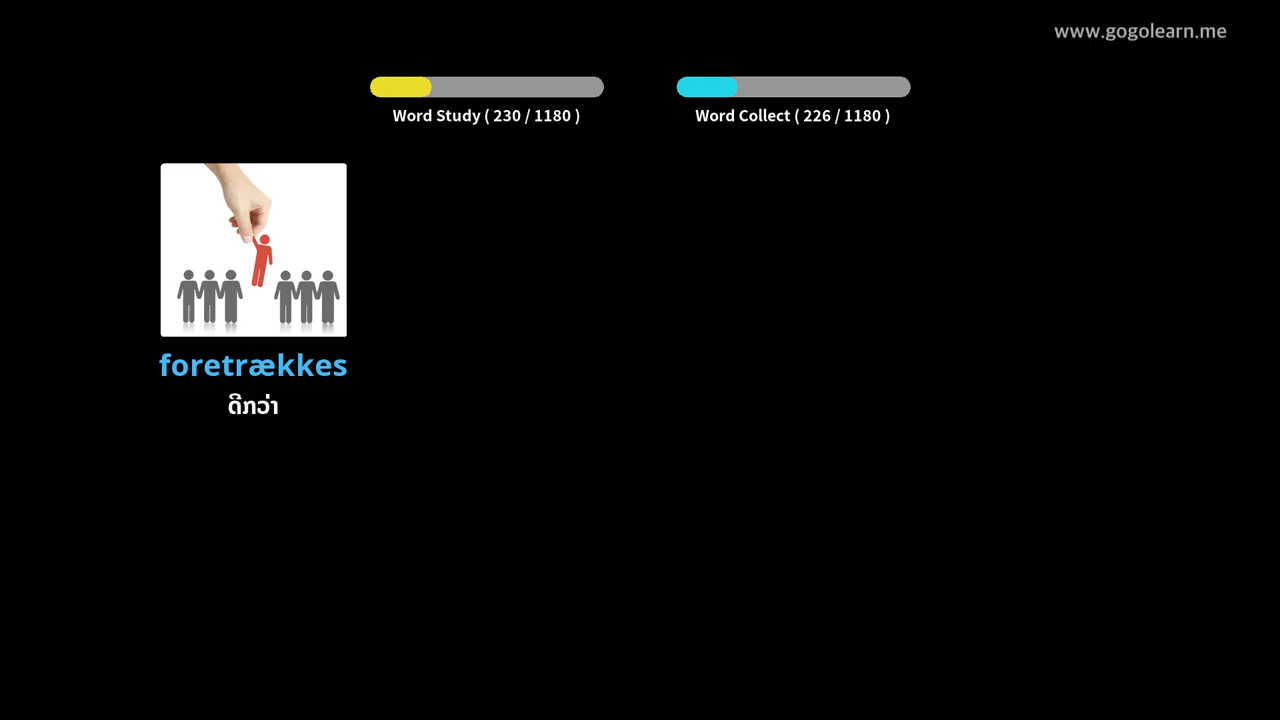 www.gogolearn.me
Word Study ( 230 / 1180 )
Word Collect ( 226 / 1180 )
foretrækkes
ດີກວ່າ